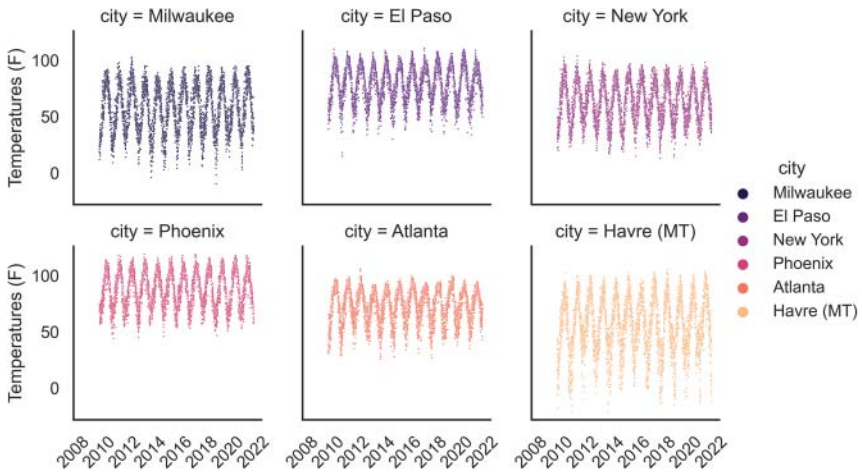 city = Milwaukee
city = El Paso
city = New York
Temperatures (F)
100
50
0
city
Milwaukee
El Paso
New York
Phoenix
Atlanta
Havre (MT)
city = Phoenix
city = Atlanta
city = Havre (MT)
Temperatures (F)
100
50
0
2008 2010 2012 2014 2016 2018 2020 2022
2008 2010 2012 2014 2016 2018 2020 2022
2008 2010 2012 2014 2016 2018 2020 2022